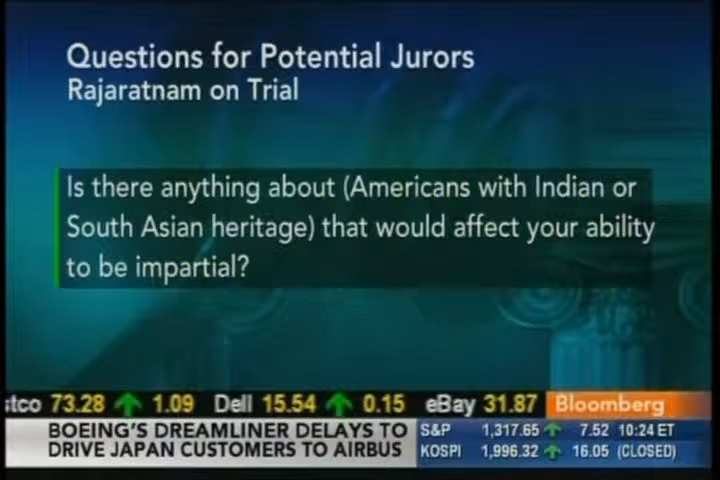 Questions for Potential Jurors
Rajaratnam on Trial
Is there anything about (Americans with Indian or
South Asian heritage) that would affect your ability
to be impartial?
tco 73.28 1.09 Dell 15.54 0.15 eBay 31.87 Bloomberg
BOEING'S DREAMLINER DELAYS TO
DRIVE JAPAN CUSTOMERS TO AIRBUS
S&P 1,317.65 7.52 10:24 ET
KOSPI 1,996.32 16.05 (CLOSED)